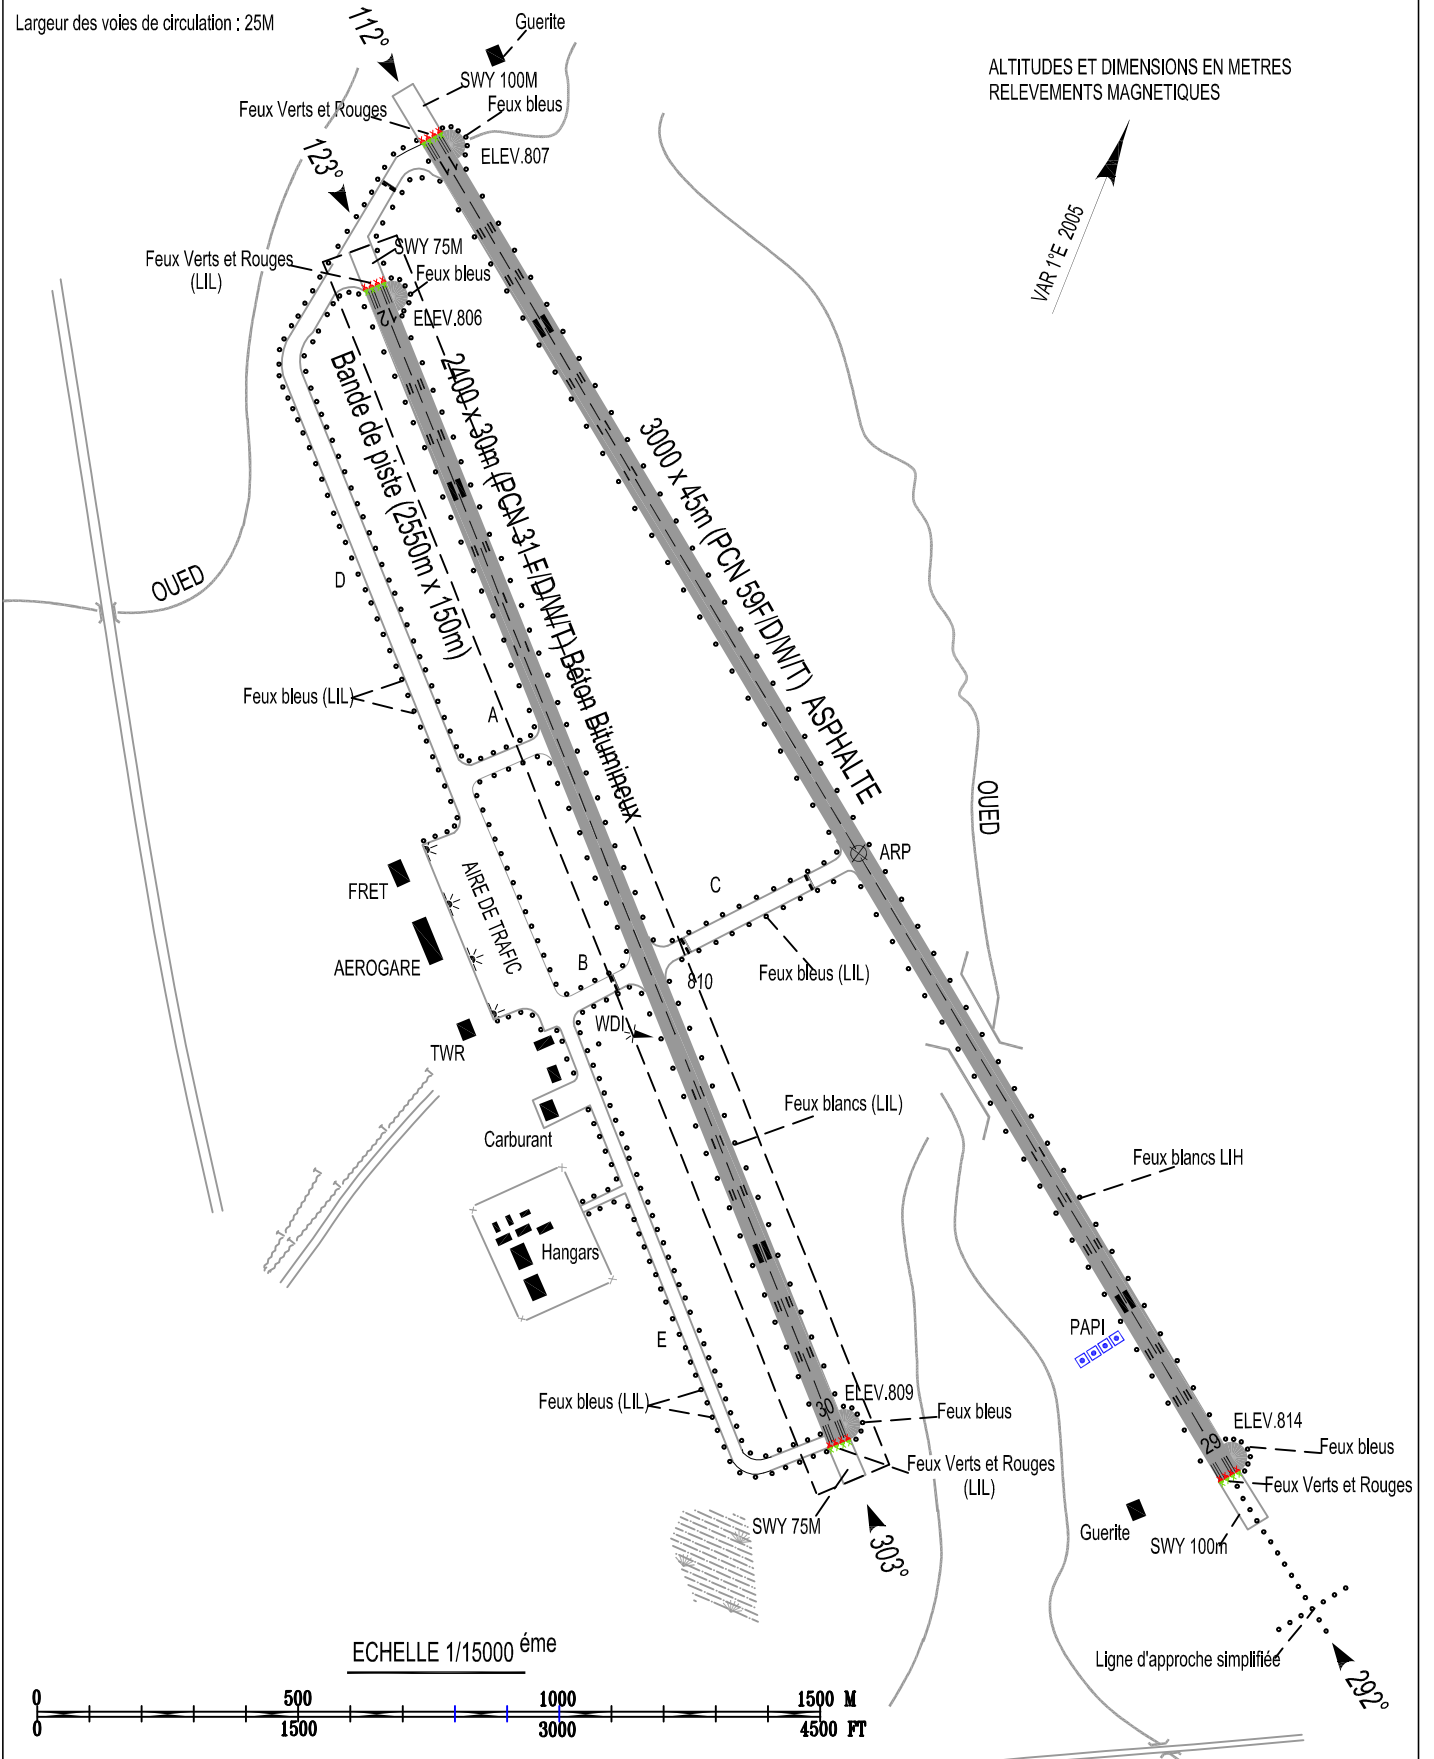 Largeur des voies de circulation : 25M
112°
Guerite
SWY 100M
Feux Verts et Rouges
Feux bleus
ALTITUDES ET DIMENSIONS EN METRES
RELEVEMENTS MAGNETIQUES
123°
ELEV.807
11
VAR 1°E 2005
SWY 75M
Feux Verts et Rouges
(LIL)
Feux bleus
12
ELEV.806
Bande de piste (2550m x 150m)
2400 x 30m (PCN 31 F/D/W/T) Béton Bitumineux
3000 x 45m (PCN 59F/D/W/T) ASPHALTE
OUED
D
Feux bleus (LIL)
A
OUED
ARP
FRET
AIRE DE TRAFIC
C
AEROGARE
B
810
Feux bleus (LIL)
WDI
TWR
Feux blancs (LIL)
Carburant
Feux blancs LIH
Hangars
PAPI
E
Feux bleus (LIL)
ELEV.809
30
Feux bleus
ELEV.814
29
Feux bleus
Feux Verts et Rouges
(LIL)
Feux Verts et Rouges
SWY 75M
303°
Guerite
SWY 100m
ECHELLE 1/15000 éme
Ligne d'approche simplifiée
292°
0 500 1000 1500 M
0 1500 3000 4500 FT